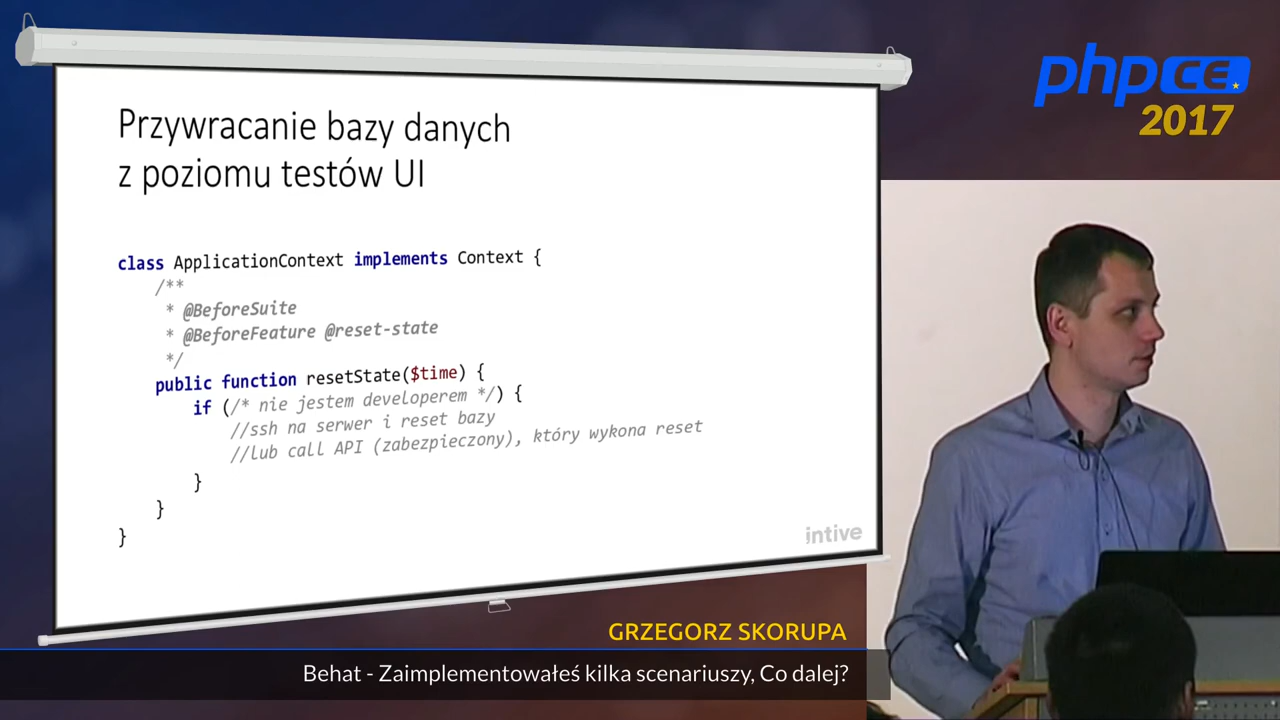 Przywracanie bazy danych
z poziomu testów UI
class ApplicationContext implements Context {
/**
* @BeforeSuite
* @BeforeFeature @reset-state
*/
public function resetState($time) {
if (/* nie jestem developerem */) {
//ssh na serwer i reset bazy
//lub call API (zabezpieczony), który wykona reset
}
}
}
intive
phpCE
2017
GRZEGORZ SKORUPA
Behat - Zaimplementowałeś kilka scenariuszy, Co dalej?